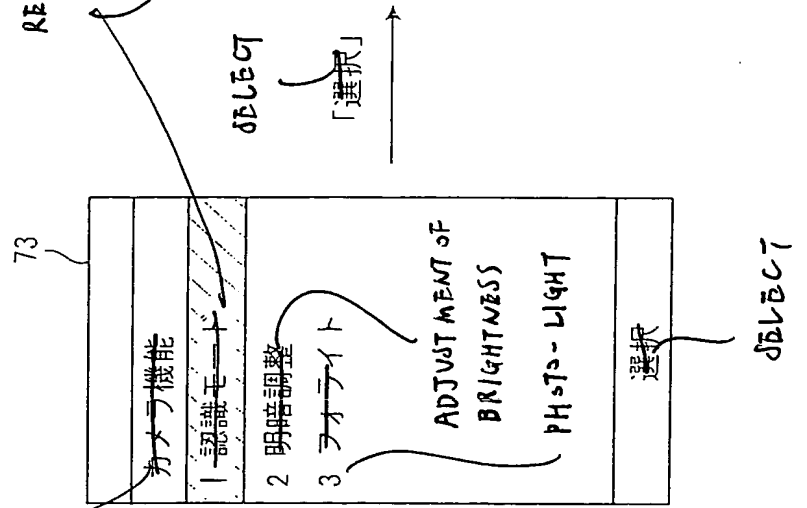 73
RE
カメラ機能
1 認識モード
2 明暗調整
3 フォトライト
ADJUSTMENT OF
BRIGHTNESS
PHOTO-LIGHT
選択
SELECT
SELECT
「選択」